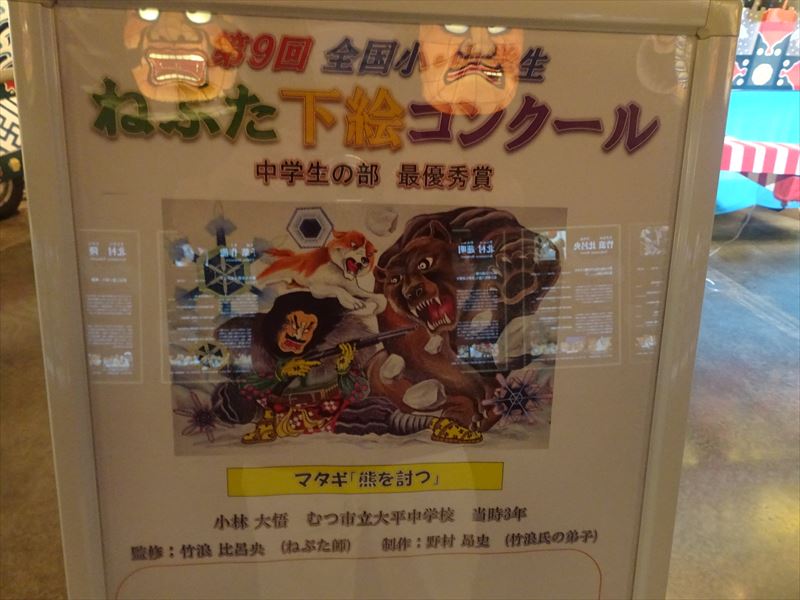 第9回 全国小・中学生
ねぶた下絵コンクール
中学生の部 最優秀賞
マタギ「熊を討つ」
小林 大悟 むつ市立大平中学校 当時3年
監修：竹浪 比呂央 (ねぶた師) 制作：野村 昂史 (竹浪氏の弟子)